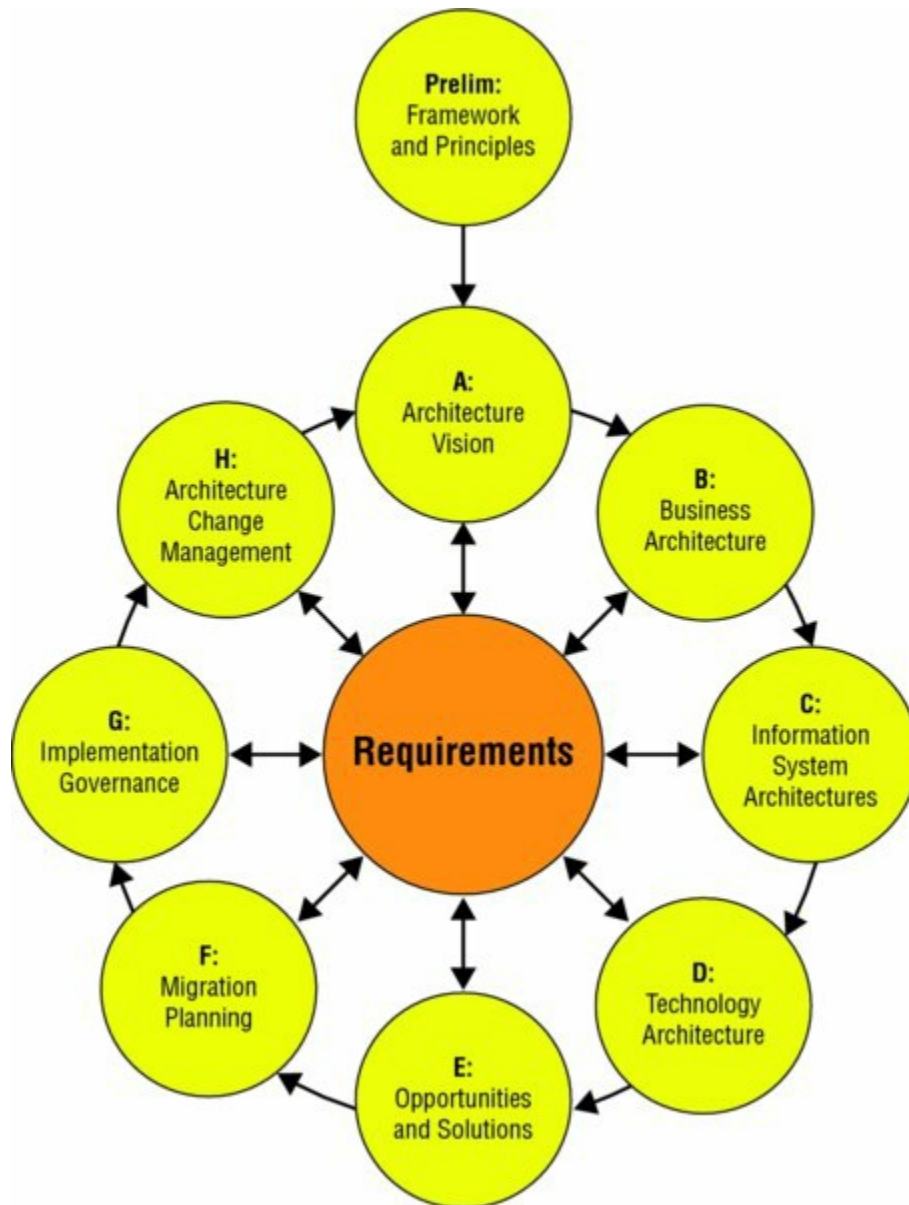 Prelim:
Framework
and Principles
A:
Architecture
Vision
B:
Business
Architecture
C:
Information
System
Architectures
D:
Technology
Architecture
E:
Opportunities
and Solutions
F:
Migration
Planning
G:
Implementation
Governance
H:
Architecture
Change
Management
Requirements